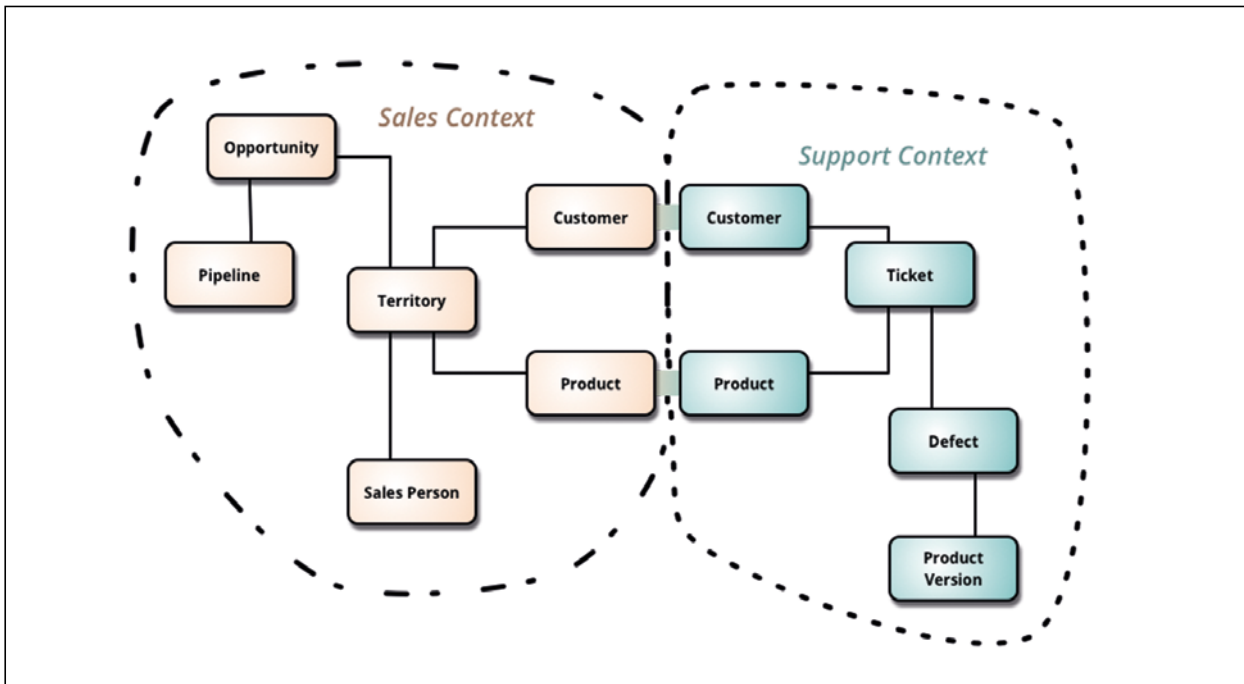 Sales Context
Support Context
Opportunity
Customer
Customer
Pipeline
Ticket
Territory
Product
Product
Defect
Sales Person
Product
Version